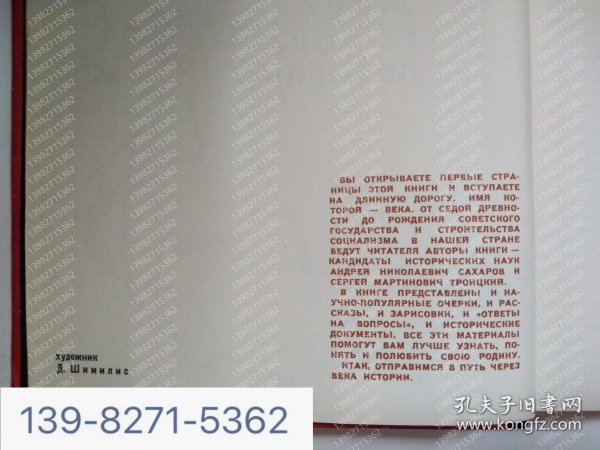 ВЫ ОТКРЫВАЕТЕ ПЕРВЫЕ СТРА-
НИЦЫ ЭТОЙ КНИГИ И ВСТУПАЕТЕ
НА ДЛИННУЮ ДОРОГУ, ИМЯ КО-
ТОРОЙ — ВЕКА. ОТ СЕДОЙ ДРЕВНО-
СТИ ДО РОЖДЕНИЯ СОВЕТСКОГО
ГОСУДАРСТВА И СТРОИТЕЛЬСТВА
СОЦИАЛИЗМА В НАШЕЙ СТРАНЕ
ВЕДУТ ЧИТАТЕЛЯ АВТОРЫ КНИГИ —
КАНДИДАТЫ ИСТОРИЧЕСКИХ НАУК
АНДРЕЙ НИКОЛАЕВИЧ САХАРОВ И
СЕРГЕЙ МАРТИНОВИЧ ТРОИЦКИЙ.
В КНИГЕ ПРЕДСТАВЛЕНЫ И НА-
УЧНО-ПОПУЛЯРНЫЕ ОЧЕРКИ, И РАС-
СКАЗЫ, И ЗАРИСОВКИ, И «ОТВЕТЫ
НА ВОПРОСЫ», И ИСТОРИЧЕСКИЕ
ДОКУМЕНТЫ. ВСЕ ЭТИ МАТЕРИАЛЫ
ПОМОГУТ ВАМ ЛУЧШЕ УЗНАТЬ, ПО-
НЯТЬ И ПОЛЮБИТЬ СВОЮ РОДИНУ.
ИТАК, ОТПРАВИМСЯ В ПУТЬ ЧЕРЕЗ
ВЕКА ИСТОРИИ.
Художник
Д. Шимилис
139-8271-5362
孔夫子旧书网
www.kongfz.com
13982715362